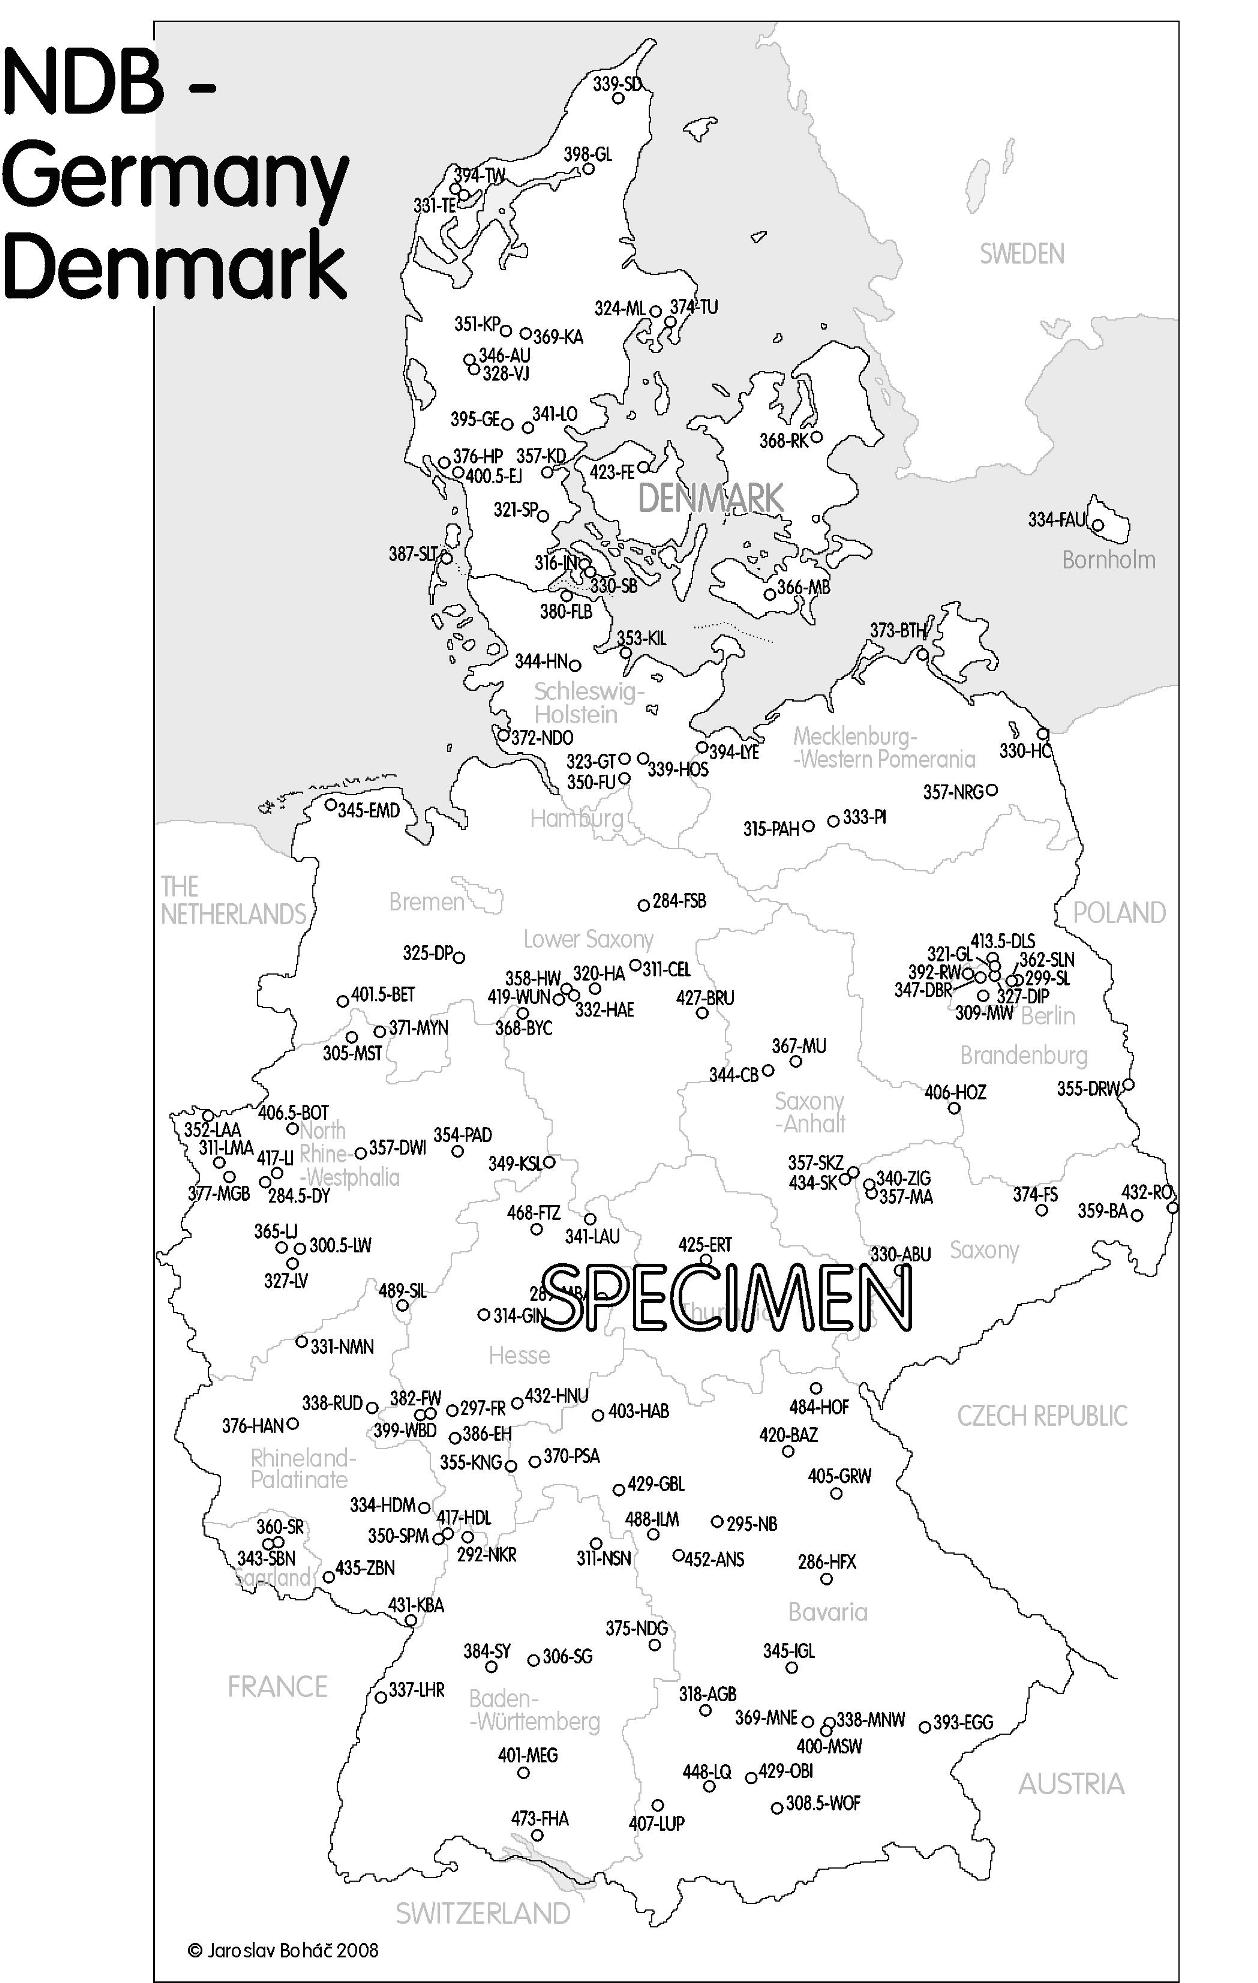 NDB -
Germany
Denmark
339-SD
398-GL
394-TW
331-TE
SWEDEN
324-ML
374-TU
351-KP
369-KA
346-AU
328-VJ
395-GE
341-LO
368-RK
376-HP
357-KD
400.5-EJ
423-FE
DENMARK
321-SP
334-FAU
387-SLT
316-IN
Bornholm
330-SB
366-MB
380-FLB
353-KIL
373-BTH
344-HN
Schleswig-
Holstein
372-NDO
394-LYE
Mecklenburg-
-Western Pomerania
330-HC
323-GT
339-HOS
350-FU
357-NRG
345-EMD
Hamburg
315-PAH
333-PI
THE
NETHERLANDS
Bremen
284-FSB
POLAND
Lower Saxony
413.5-DLS
325-DP
321-GL
362-SLN
311-CEL
358-HW
320-HA
392-RW
299-SL
347-DBR
327-DIP
401.5-BET
419-WUN
427-BRU
332-HAE
309-MW
Berlin
371-MYN
368-BYC
305-MST
367-MU
Brandenburg
344-CB
355-DRW
406-HOZ
406.5-BOT
352-LAA
North
Rhine-
-Westphalia
Saxony
-Anhalt
354-PAD
357-DWI
311-LMA
417-LI
349-KSL
357-SKZ
434-SK
340-ZIG
357-MA
377-MGB
284.5-DY
374-FS
432-RO
359-BA
468-FTZ
341-LAU
365-LJ
300.5-LW
425-ERT
330-ABU
Saxony
327-LV
489-SIL
SPECIMEN
314-GIN
331-NMN
Hesse
338-RUD
382-FW
432-HNU
484-HOF
297-FR
403-HAB
376-HAN
399-WBD
386-EH
CZECH REPUBLIC
420-BAZ
Rhineland-
Palatinate
355-KNG
370-PSA
405-GRW
429-GBL
334-HDM
417-HDL
488-ILM
295-NB
360-SR
350-SPM
343-SBN
292-NKR
311-NSN
452-ANS
286-HFX
Saarland
435-ZBN
431-KBA
Bavaria
375-NDG
384-SY
306-SG
345-IGL
FRANCE
337-LHR
318-AGB
Baden-
-Württemberg
369-MNE
338-MNW
393-EGG
400-MSW
401-MEG
448-LQ
429-OBI
AUSTRIA
308.5-WOF
473-FHA
407-LUP
SWITZERLAND
© Jaroslav Boháč 2008